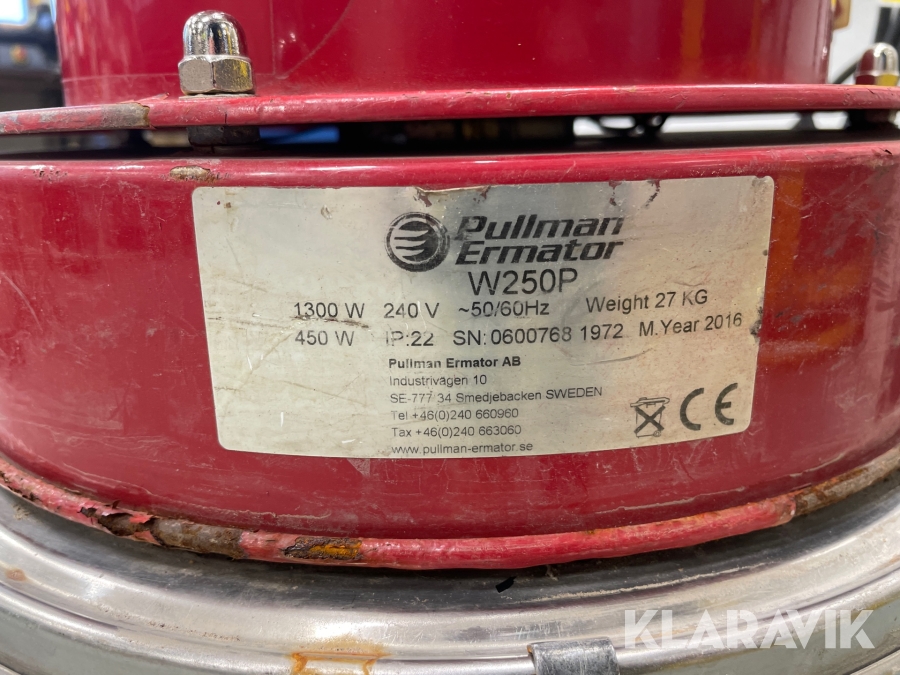 Pullman
Ermator
W250P
1300 W 240 V ~50/60Hz Weight 27 KG
450 W IP:22 SN:0600768 1972 M.Year 2016
Pullman Ermator AB
Industrivägen 10
SE-777 34 Smedjebacken SWEDEN
Tel +46(0)240 660960
Tax +46(0)240 663060
www.pullman-ermator.se
CE
KLARAVIK